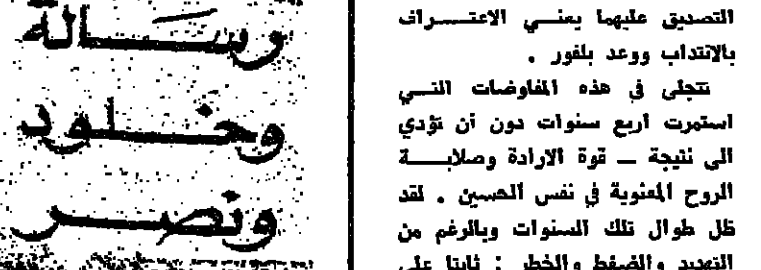 التصديق عليهما يعني الاعتراف
بالانتداب ووعد بلفور .
تتجلى في هذه المفاوضات التي
استمرت اربع سنوات دون أن تؤدي
الى نتيجة — قوة الارادة وصلابة
الروح المعنوية في نفس الحسين . لقد
ظل طوال تلك السنوات وبالرغم من
التهديد والضغط والخطر : ثابتا على
ورسالة
وخلود
ونصر